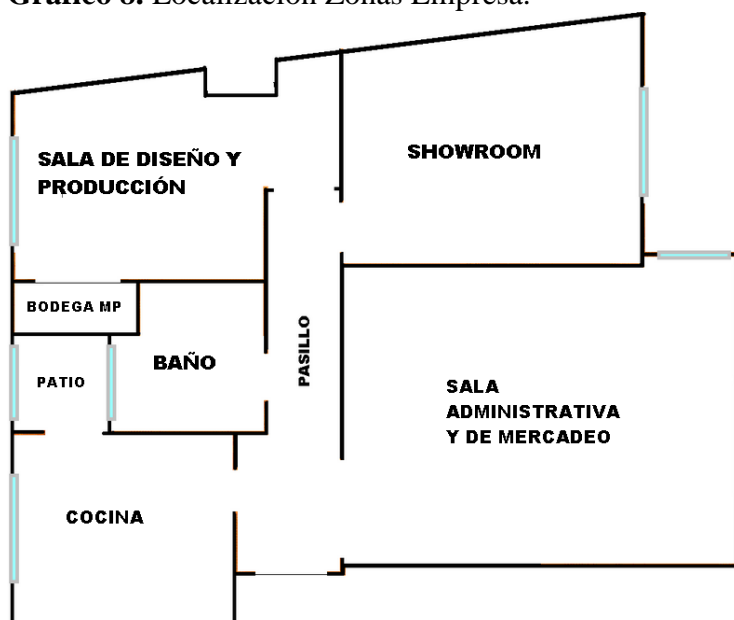 Gráfico 8. Localización Zonas Empresa.
SALA DE DISEÑO Y
PRODUCCIÓN
SHOWROOM
BODEGA MP
BAÑO
PASILLO
PATIO
SALA
ADMINISTRATIVA
Y DE MERCADEO
COCINA